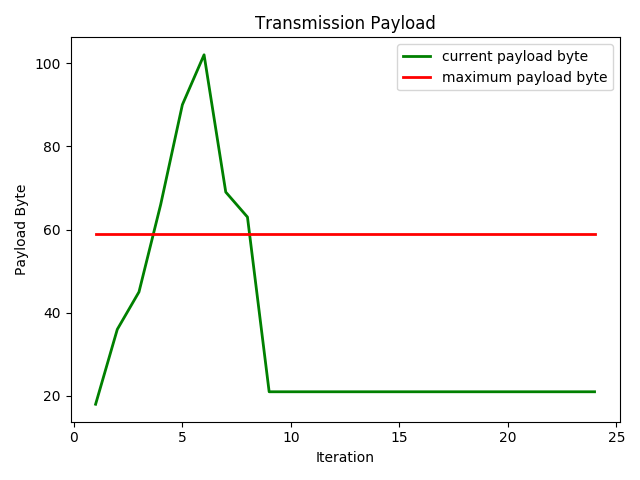 Transmission Payload
current payload byte
maximum payload byte
Payload Byte
100
80
60
40
20
0 5 10 15 20 25
Iteration